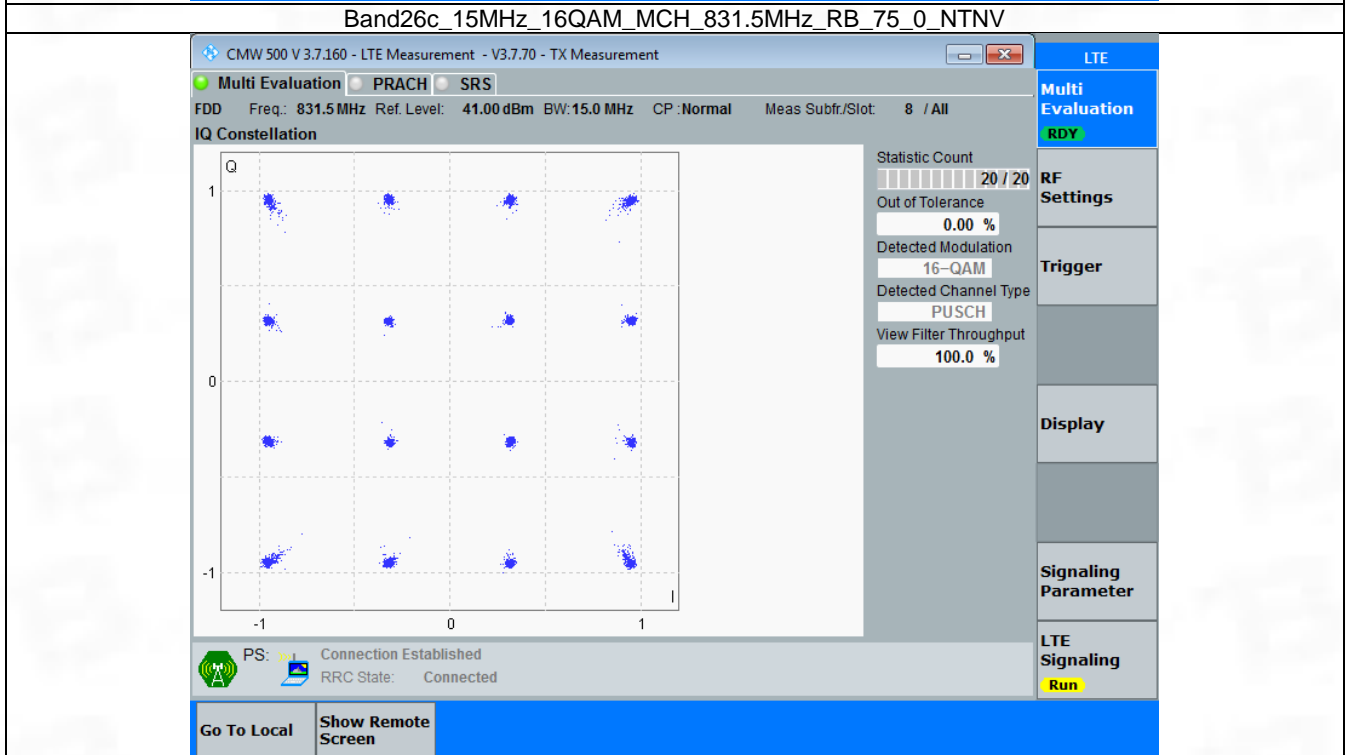 Band26c_15MHz_16QAM_MCH_831.5MHz_RB_75_0_NTNV
CMW 500 V 3.7.160 - LTE Measurement - V3.7.70 - TX Measurement
LTE
Multi Evaluation PRACH SRS
Multi
Evaluation
RDY
FDD Freq.: 831.5 MHz Ref. Level: 41.00 dBm BW: 15.0 MHz CP : Normal Meas Subfr./Slot: 8 / All
IQ Constellation
Q
1
0
-1
I
-1 0 1
Statistic Count
20 / 20
Out of Tolerance
0.00 %
Detected Modulation
16-QAM
Detected Channel Type
PUSCH
View Filter Throughput
100.0 %
RF
Settings
Trigger
Display
Signaling
Parameter
LTE
Signaling
Run
PS: Connection Established
RRC State: Connected
Go To Local
Show Remote
Screen